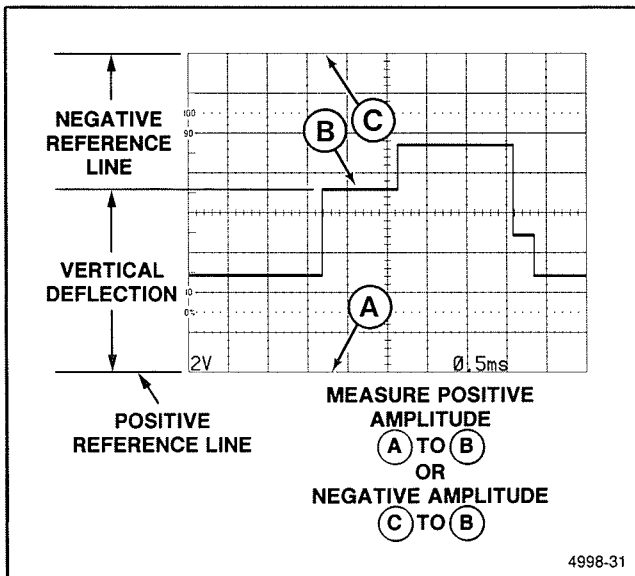 NEGATIVE
REFERENCE
LINE
100
90
B
C
VERTICAL
DEFLECTION
A
10
0%
2V
0.5ms
POSITIVE
REFERENCE LINE
MEASURE POSITIVE
AMPLITUDE
A TO B
OR
NEGATIVE AMPLITUDE
C TO B
4998-31